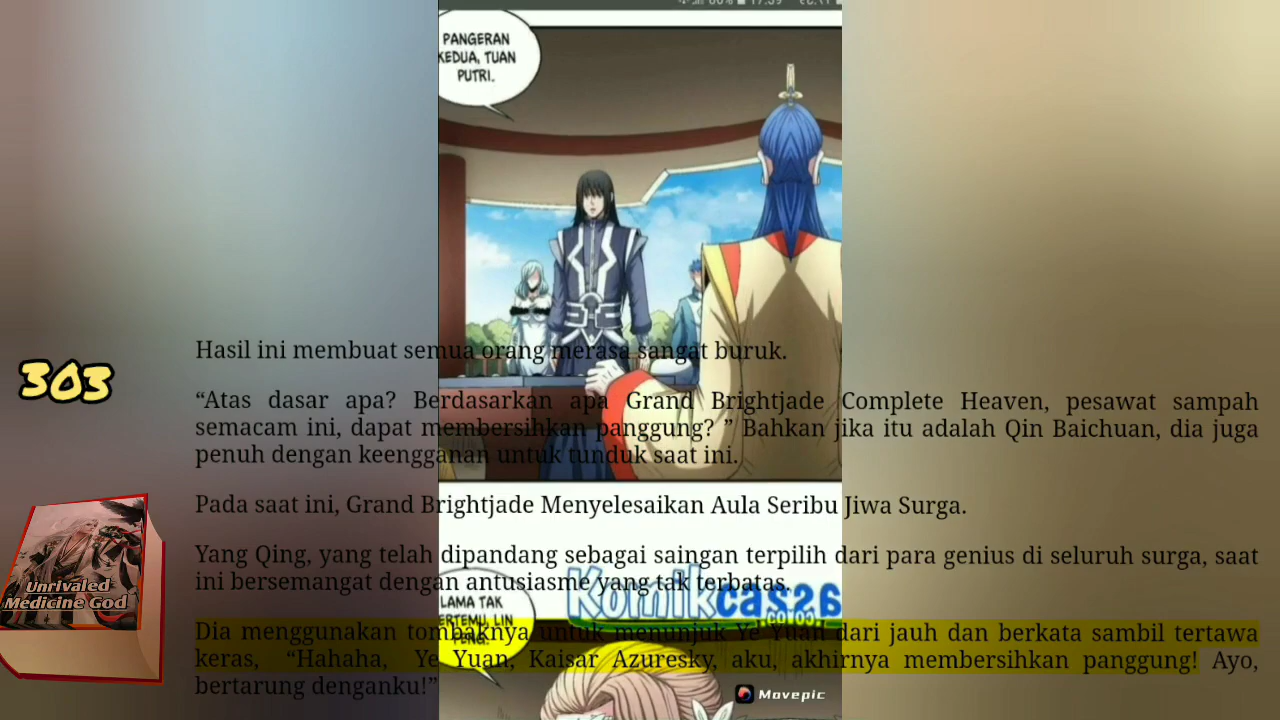 PANGERAN
KEDUA, TUAN
PUTRI.
Hasil ini membuat semua orang merasa sangat buruk.
303
“Atas dasar apa? Berdasarkan apa Grand Brightjade Complete Heaven, pesawat sampah
semacam ini, dapat membersihkan panggung? ” Bahkan jika itu adalah Qin Baichuan, dia juga
penuh dengan keengganan untuk tunduk saat ini.
Pada saat ini, Grand Brightjade Menyelesaikan Aula Seribu Jiwa Surga.
Yang Qing, yang telah dipandang sebagai saingan terpilih dari para genius di seluruh surga, saat
ini bersemangat dengan antusiasme yang tak terbatas.
Unrivaled
Medicine God
LAMA TAK
BERTEMU, LIN
FENG.
Dia menggunakan tombaknya untuk menunjuk Ye Yuan dari jauh dan berkata sambil tertawa
keras, “Hahaha, Ye Yuan, Kaisar Azuresky, aku, akhirnya membersihkan panggung! Ayo,
bertarung denganku!”
Movepic